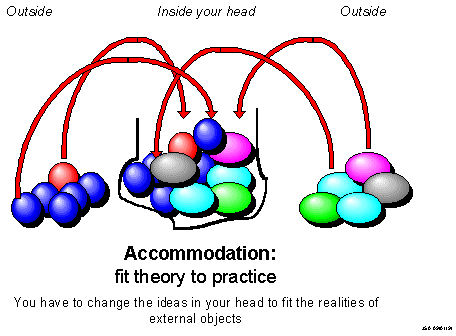 Outside Inside your head Outside
Accommodation:
fit theory to practice
You have to change the ideas in your head to fit the realities of
external objects